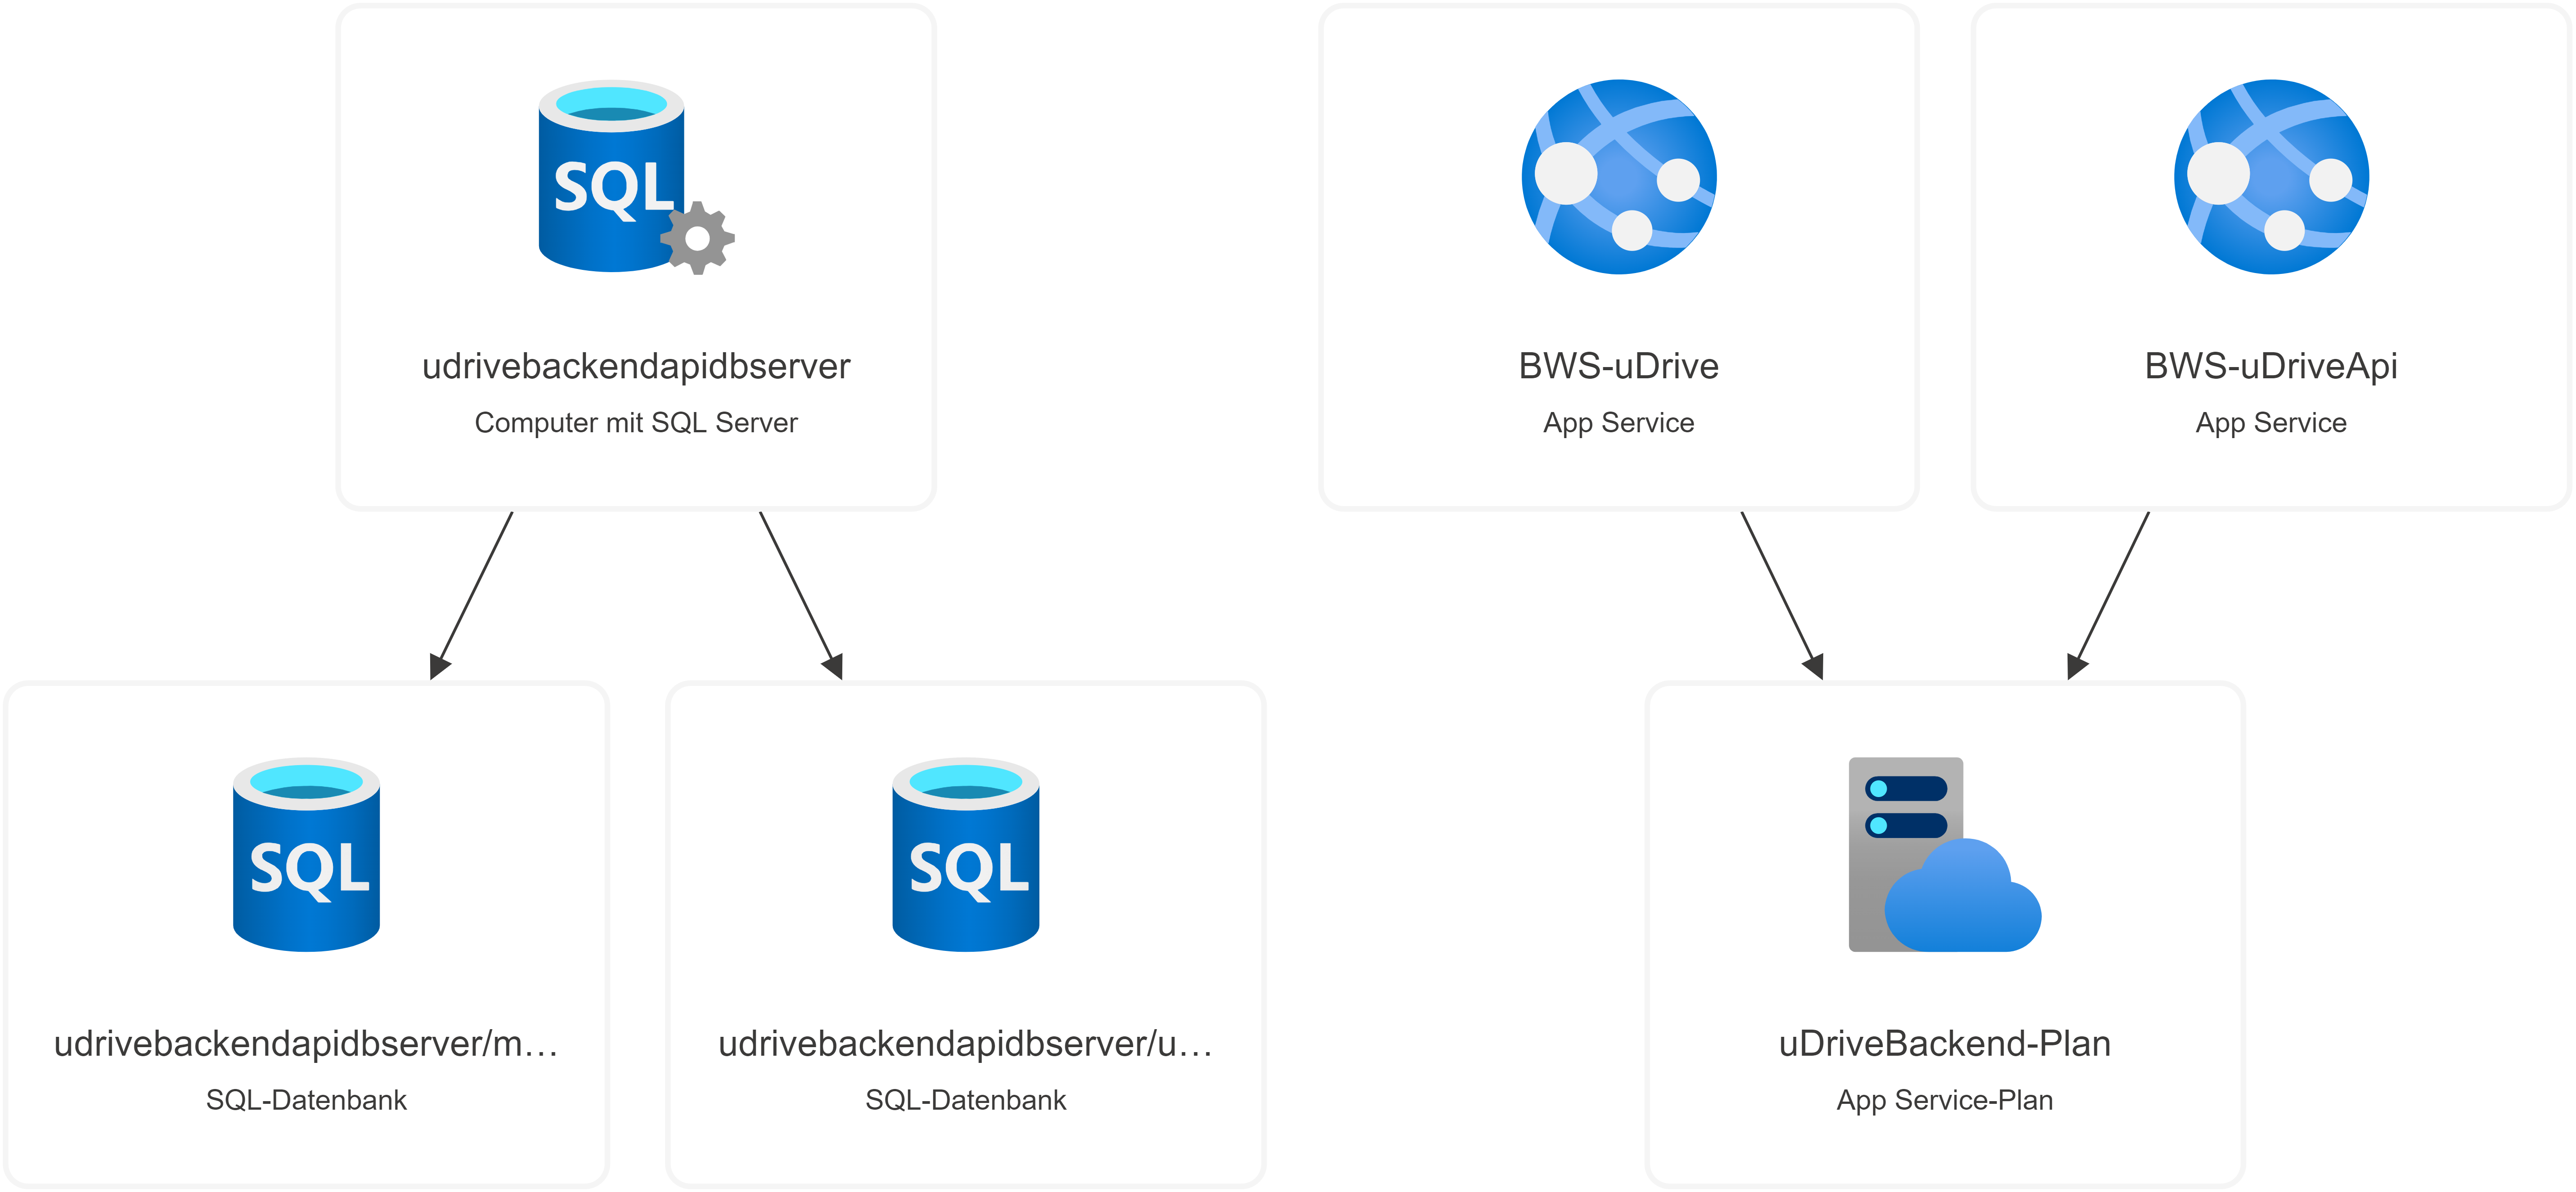 SQL
udrivebackendapidbserver
Computer mit SQL Server
BWS-uDrive
App Service
BWS-uDriveApi
App Service
SQL
udrivebackendapidbserver/m…
SQL-Datenbank
SQL
udrivebackendapidbserver/u…
SQL-Datenbank
uDriveBackend-Plan
App Service-Plan